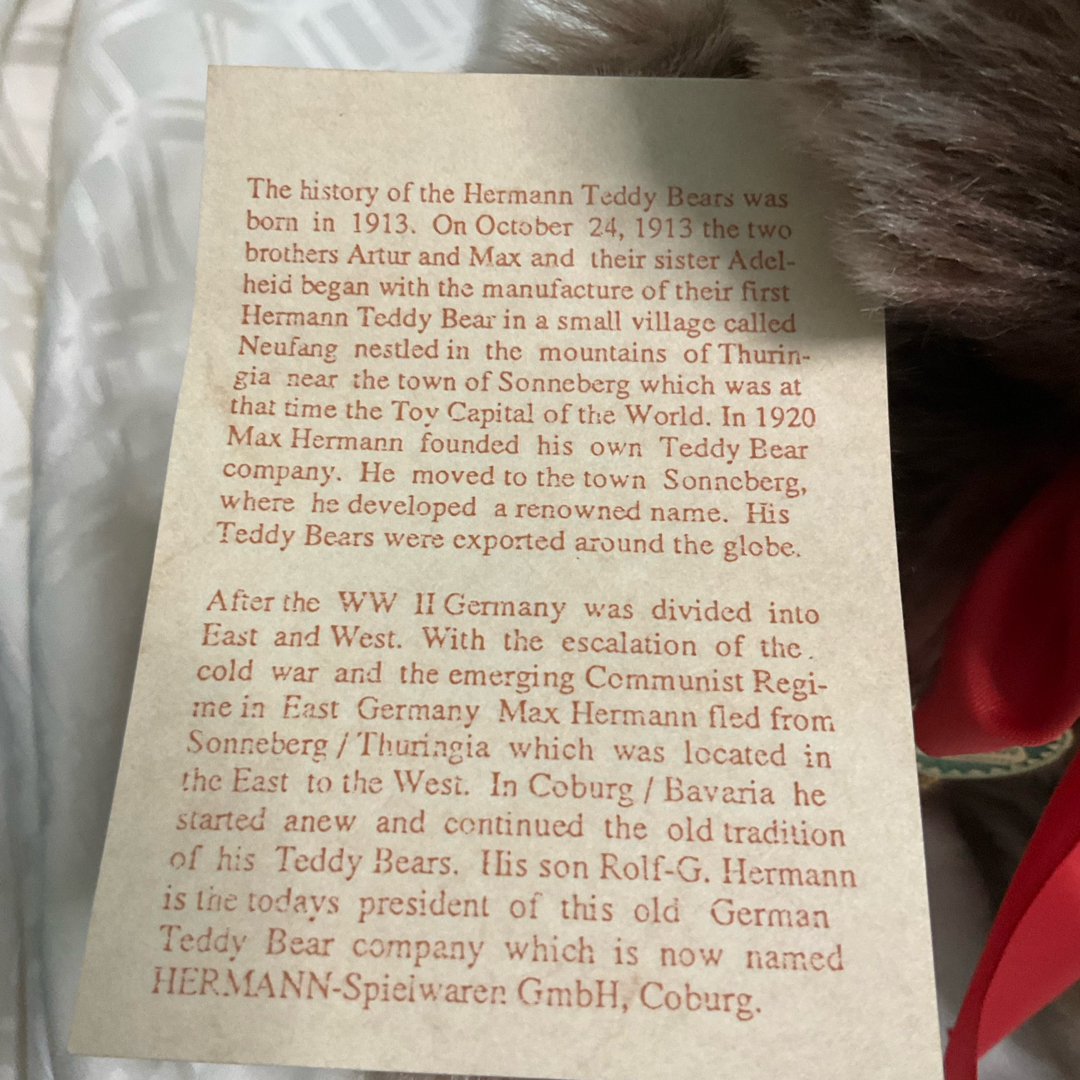 The history of the Hermann Teddy Bears was
born in 1913. On October 24, 1913 the two
brothers Artur and Max and their sister Adel-
heid began with the manufacture of their first
Hermann Teddy Bear in a small village called
Neufang nestled in the mountains of Thurin-
gia near the town of Sonneberg which was at
that time the Toy Capital of the World. In 1920
Max Hermann founded his own Teddy Bear
company. He moved to the town Sonneberg,
where he developed a renowned name. His
Teddy Bears were exported around the globe.
After the WW II Germany was divided into
East and West. With the escalation of the
cold war and the emerging Communist Regi-
me in East Germany Max Hermann fled from
Sonneberg / Thuringia which was located in
the East to the West. In Coburg / Bavaria he
started anew and continued the old tradition
of his Teddy Bears. His son Rolf-G. Hermann
is the todays president of this old German
Teddy Bear company which is now named
HERMANN-Spielwaren GmbH, Coburg.